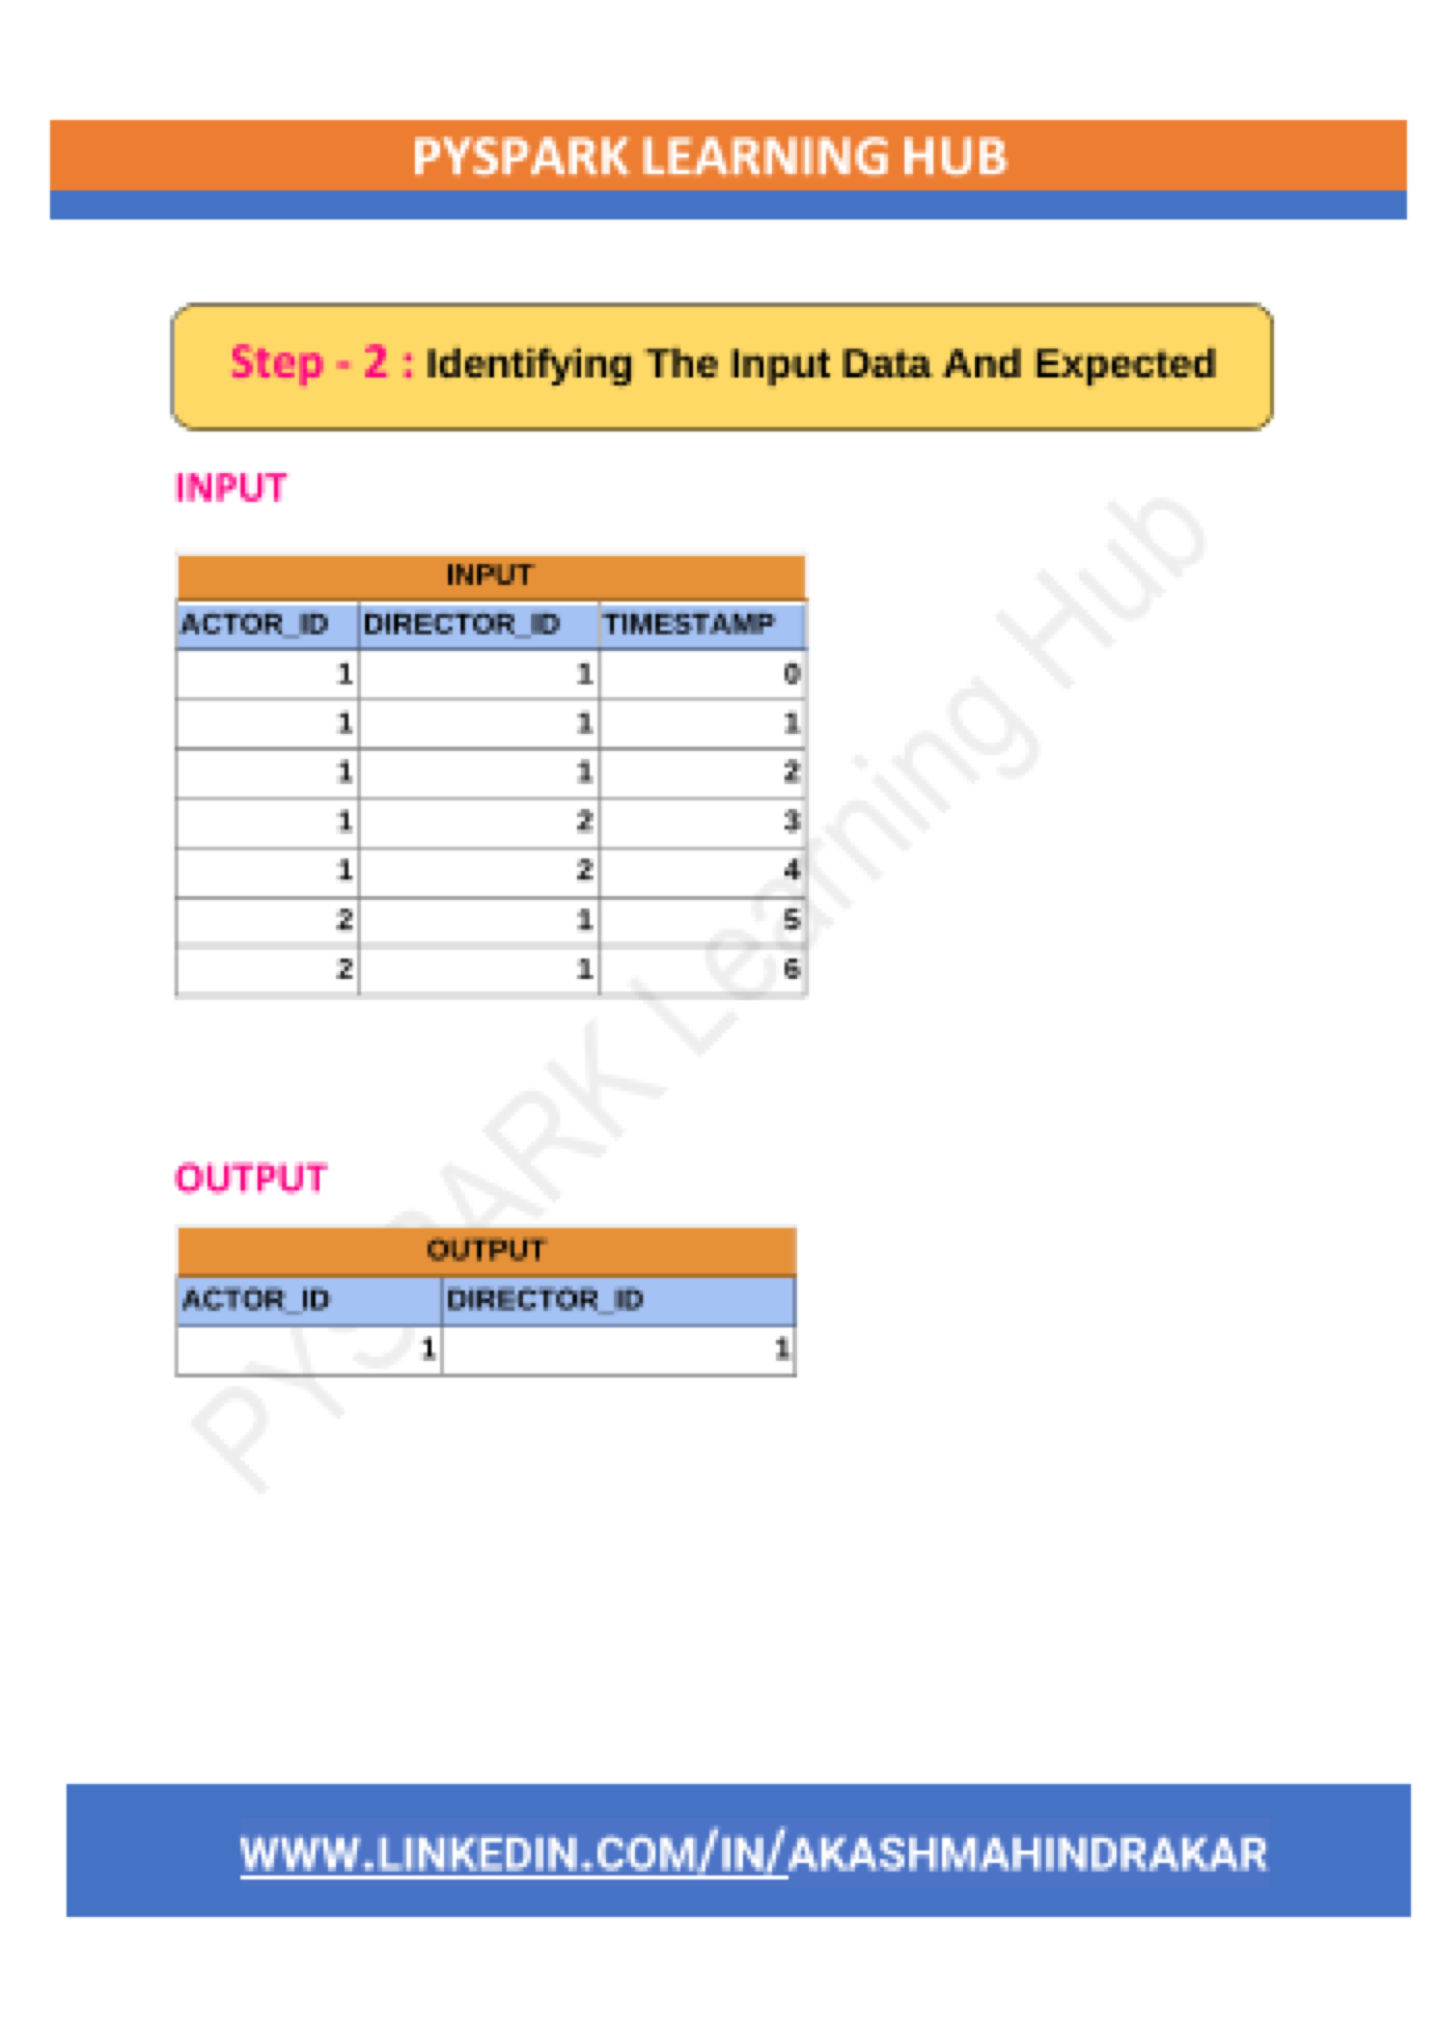 PYSPARK LEARNING HUB
Step - 2 : Identifying The Input Data And Expected
INPUT
INPUT
ACTOR_ID DIRECTOR_ID TIMESTAMP
1 1 0
1 1 1
1 1 2
1 2 3
1 2 4
2 1 5
2 1 6
OUTPUT
OUTPUT
ACTOR_ID DIRECTOR_ID
1 1
PYSPARK Learning Hub
WWW.LINKEDIN.COM/IN/AKASHMAHINDRAKAR